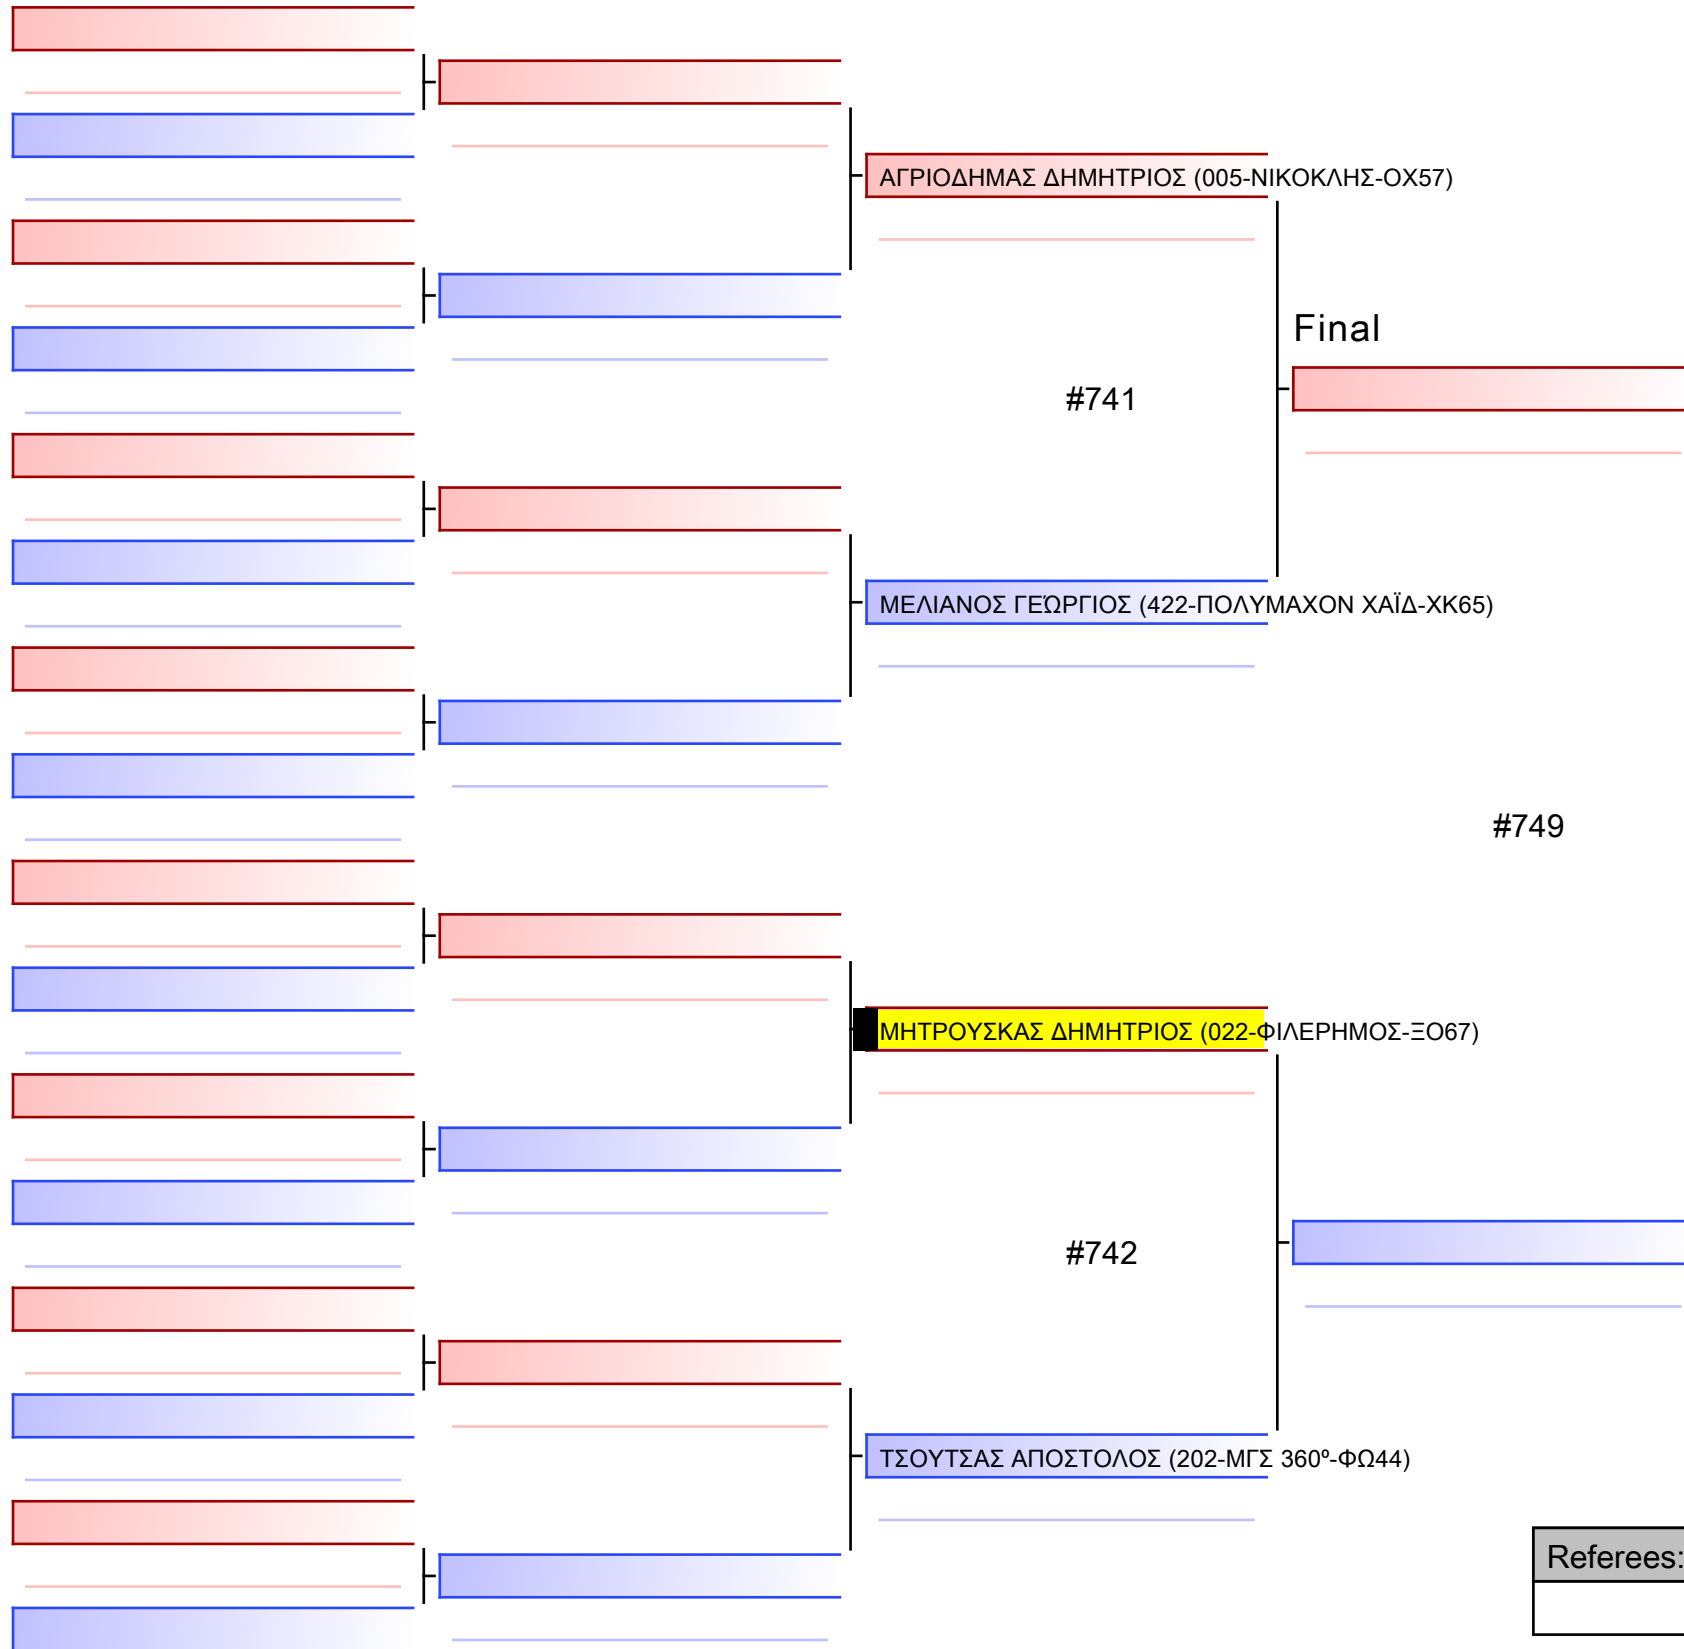 ΑΓΡΙΟΔΗΜΑΣ ΔΗΜΗΤΡΙΟΣ (005-ΝΙΚΟΚΛΗΣ-ΟΧ57)
Final
#741
ΜΕΛΙΑΝΟΣ ΓΕΏΡΓΙΟΣ (422-ΠΟΛΥΜΑΧΟΝ ΧΑΪΔ-ΧΚ65)
#749
ΜΗΤΡΟΥΣΚΑΣ ΔΗΜΗΤΡΙΟΣ (022-ΦΙΛΕΡΗΜΟΣ-ΞΟ67)
#742
ΤΣΟΥΤΣΑΣ ΑΠΟΣΤΟΛΟΣ (202-ΜΓΣ 360º-ΦΩ44)
Referees: